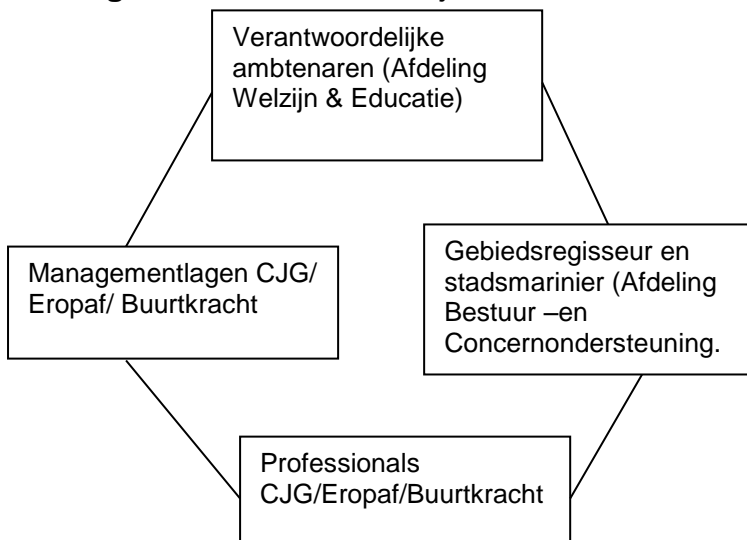 Verantwoordelijke
ambtenaren (Afdeling
Welzijn & Educatie)
Managementlagen CJG/
Eropaf/ Buurtkracht
Gebiedsregisseur en
stadsmarinier (Afdeling
Bestuur –en
Concernondersteuning.
Professionals
CJG/Eropaf/Buurtkracht